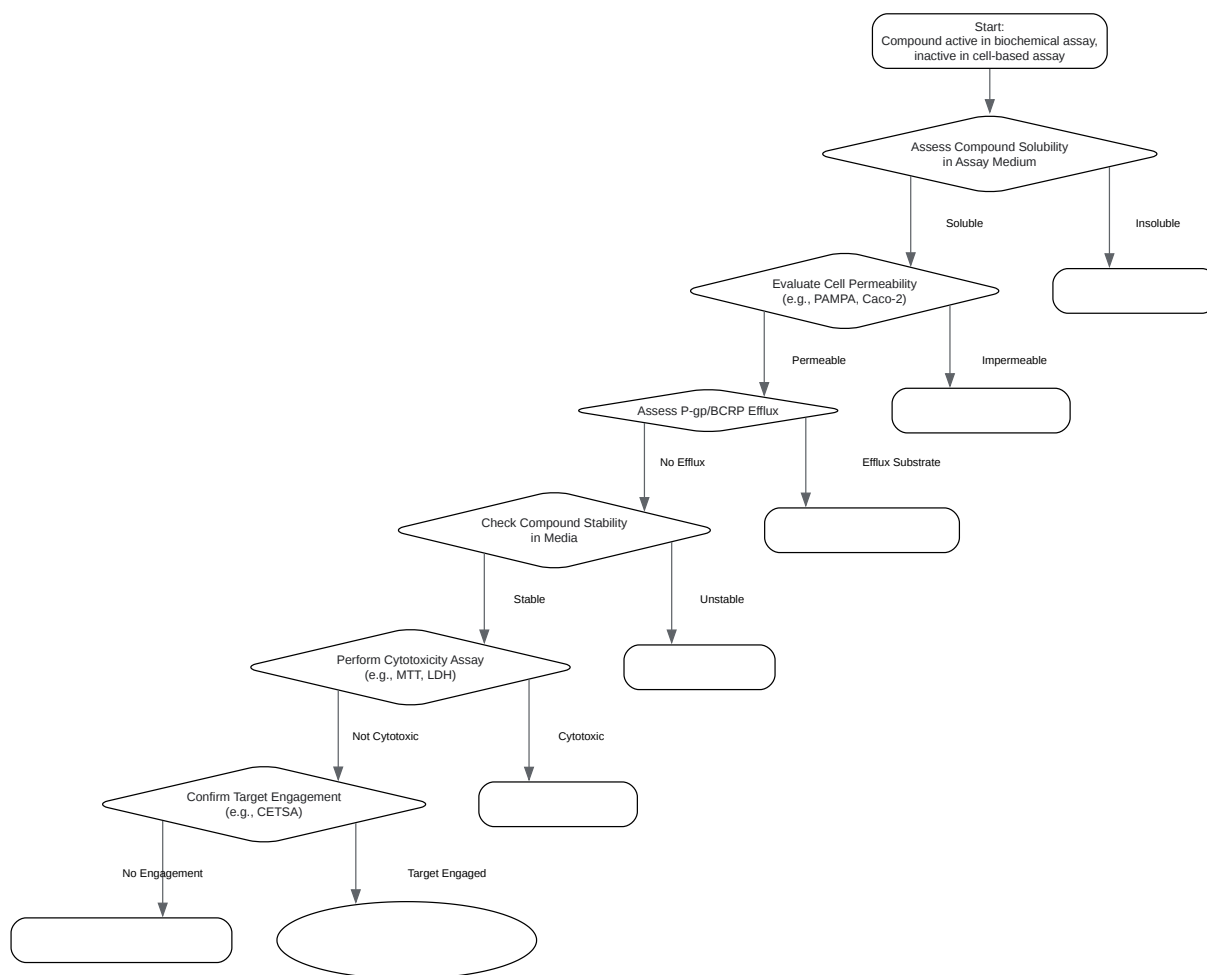 Start:
Compound active in biochemical assay,
inactive in cell-based assay
Assess Compound Solubility
in Assay Medium
Soluble
Insoluble
Evaluate Cell Permeability
(e.g., PAMPA, Caco-2)
Permeable
Impermeable
Assess P-gp/BCRP Efflux
No Efflux
Efflux Substrate
Check Compound Stability
in Media
Stable
Unstable
Perform Cytotoxicity Assay
(e.g., MTT, LDH)
Not Cytotoxic
Cytotoxic
Confirm Target Engagement
(e.g., CETSA)
No Engagement
Target Engaged